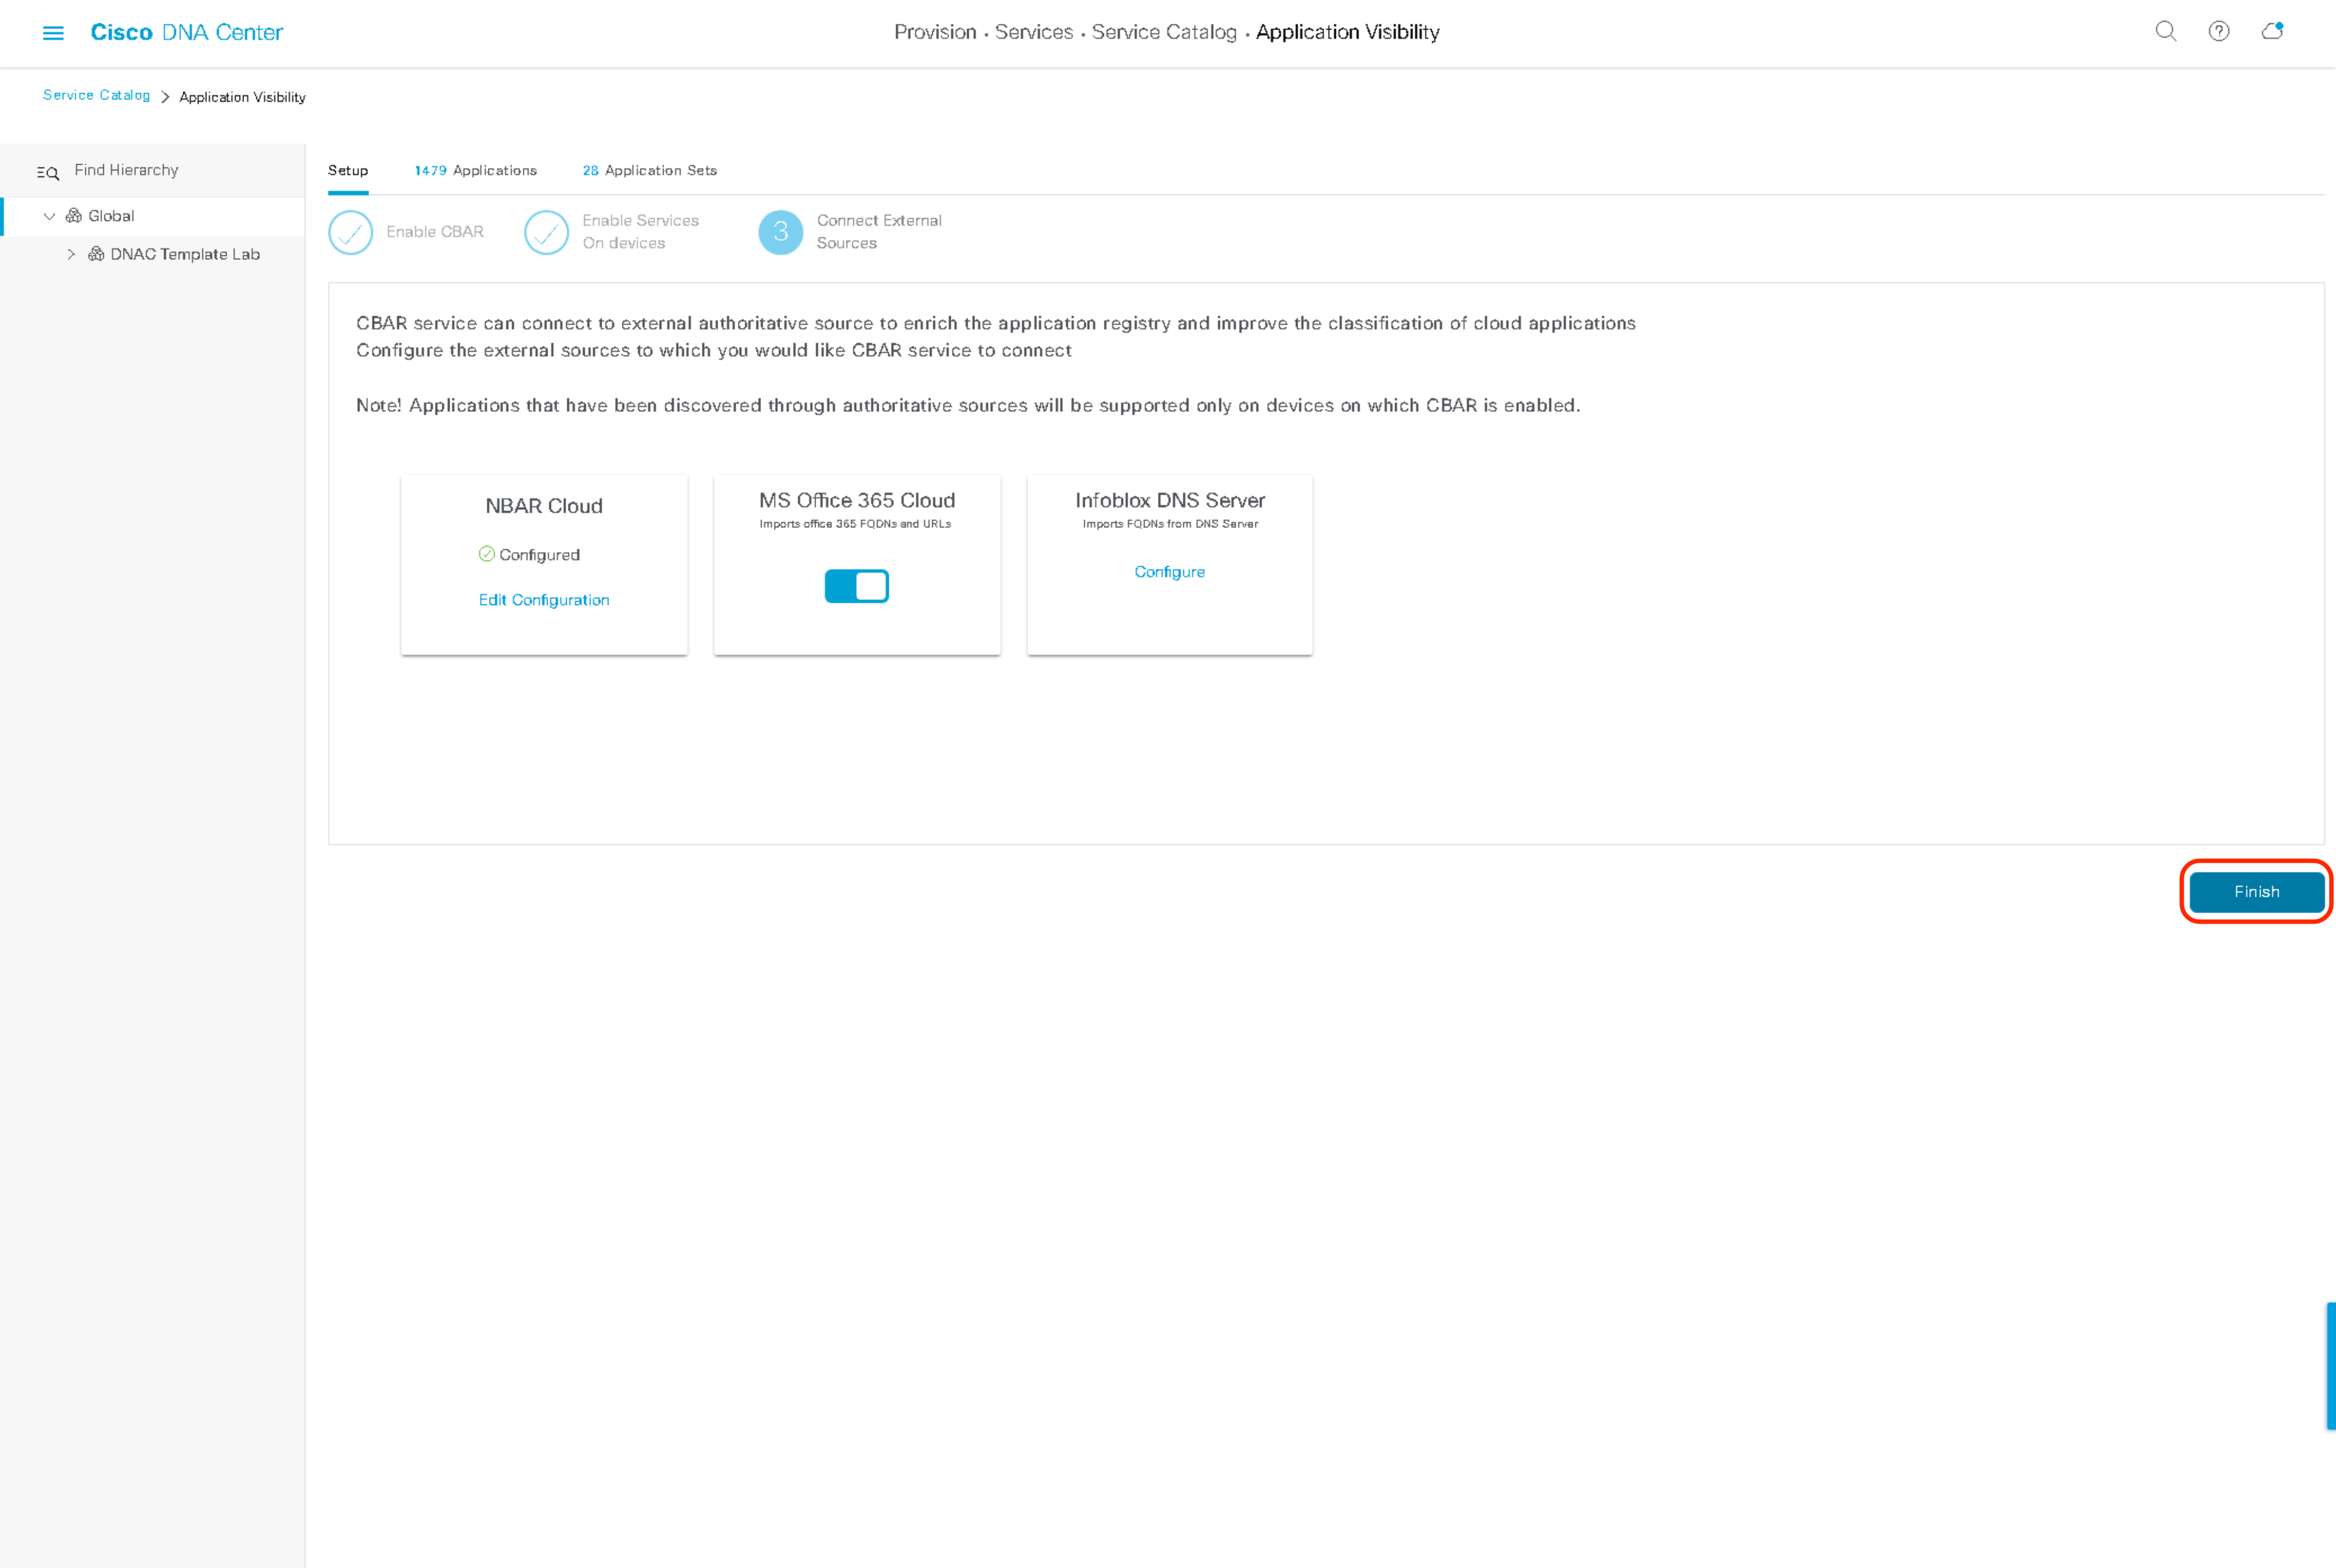 Cisco DNA Center
Provision • Services • Service Catalog • Application Visibility
Service Catalog > Application Visibility
Find Hierarchy
Global
DNAC Template Lab
Setup
1479 Applications
28 Application Sets
Enable CBAR
Enable Services
On devices
3
Connect External
Sources
CBAR service can connect to external authoritative source to enrich the application registry and improve the classification of cloud applications
Configure the external sources to which you would like CBAR service to connect
Note! Applications that have been discovered through authoritative sources will be supported only on devices on which CBAR is enabled.
NBAR Cloud
Configured
Edit Configuration
MS Office 365 Cloud
Imports office 365 FQDNs and URLs
Infoblox DNS Server
Imports FQDNs from DNS Server
Configure
Finish